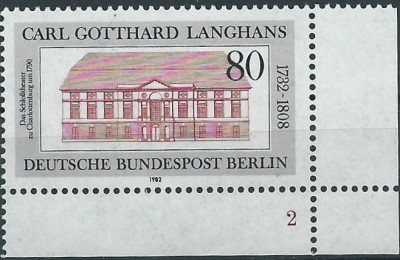 CARL GOTTHARD LANGHANS
Das Schloßtheater
zu Charlottenburg um 1790
80
1732-1808
DEUTSCHE BUNDESPOST BERLIN
1982
2